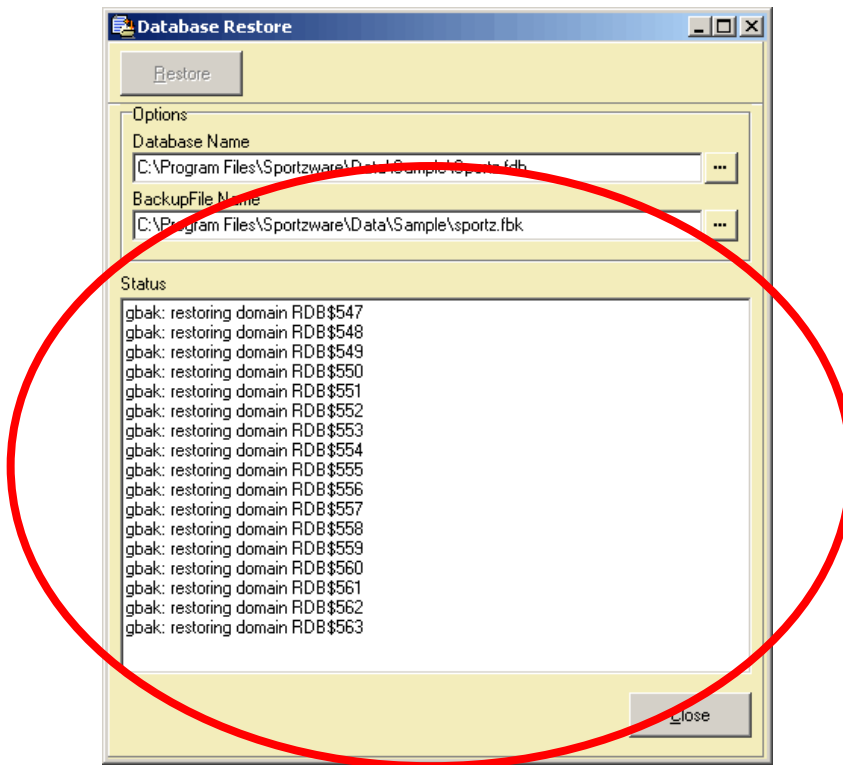 Database Restore
Restore
Options
Database Name
C:\Program Files\Sportzware\Data\Sample\Sportz.fdb
...
BackupFile Name
C:\Program Files\Sportzware\Data\Sample\sportz.fbk
...
Status
gbak: restoring domain RDB$547
gbak: restoring domain RDB$548
gbak: restoring domain RDB$549
gbak: restoring domain RDB$550
gbak: restoring domain RDB$551
gbak: restoring domain RDB$552
gbak: restoring domain RDB$553
gbak: restoring domain RDB$554
gbak: restoring domain RDB$555
gbak: restoring domain RDB$556
gbak: restoring domain RDB$557
gbak: restoring domain RDB$558
gbak: restoring domain RDB$559
gbak: restoring domain RDB$560
gbak: restoring domain RDB$561
gbak: restoring domain RDB$562
gbak: restoring domain RDB$563
Close